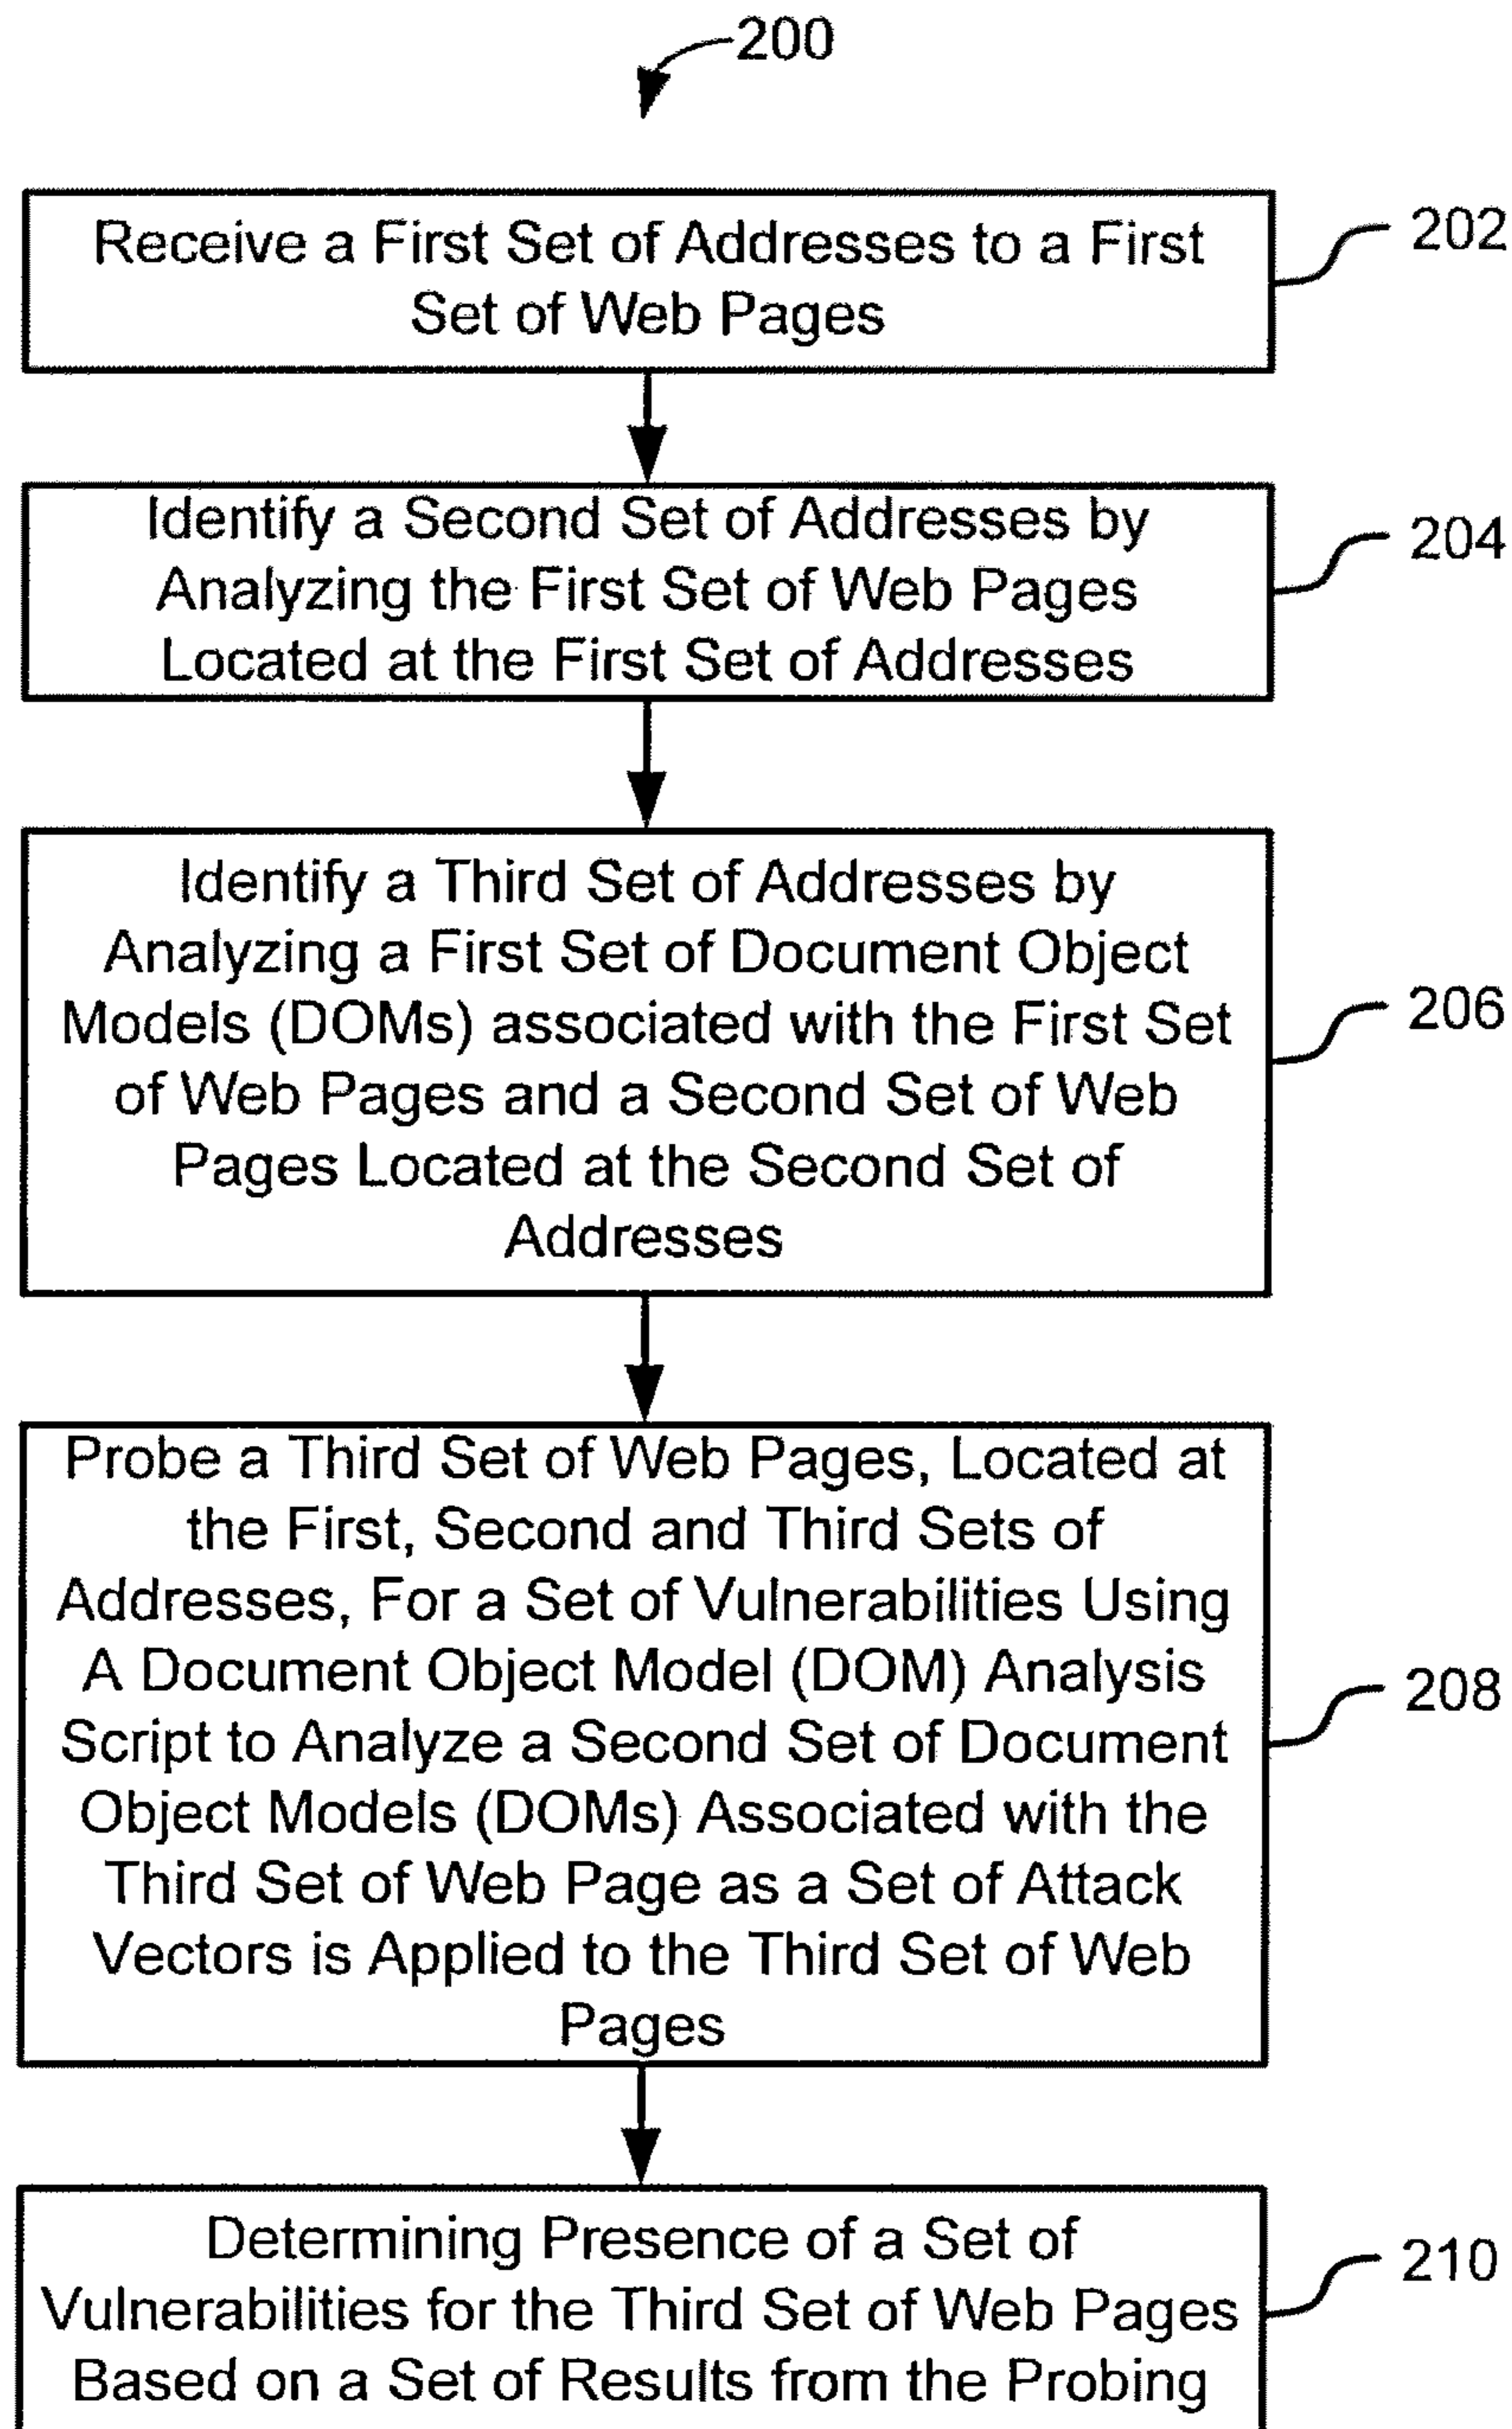 200
Receive a First Set of Addresses to a First
Set of Web Pages
202
Identify a Second Set of Addresses by
Analyzing the First Set of Web Pages
Located at the First Set of Addresses
204
Identify a Third Set of Addresses by
Analyzing a First Set of Document Object
Models (DOMs) associated with the First Set
of Web Pages and a Second Set of Web
Pages Located at the Second Set of
Addresses
206
Probe a Third Set of Web Pages, Located at
the First, Second and Third Sets of
Addresses, For a Set of Vulnerabilities Using
A Document Object Model (DOM) Analysis
Script to Analyze a Second Set of Document
Object Models (DOMs) Associated with the
Third Set of Web Page as a Set of Attack
Vectors is Applied to the Third Set of Web
Pages
208
Determining Presence of a Set of
Vulnerabilities for the Third Set of Web Pages
Based on a Set of Results from the Probing
210